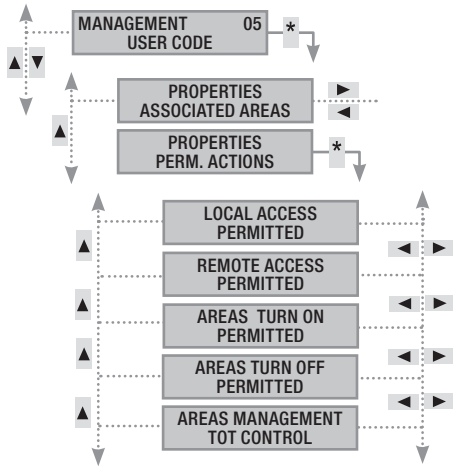 MANAGEMENT 05
USER CODE
*
PROPERTIES
ASSOCIATED AREAS
PROPERTIES
PERM. ACTIONS
*
LOCAL ACCESS
PERMITTED
REMOTE ACCESS
PERMITTED
AREAS TURN ON
PERMITTED
AREAS TURN OFF
PERMITTED
AREAS MANAGEMENT
TOT CONTROL